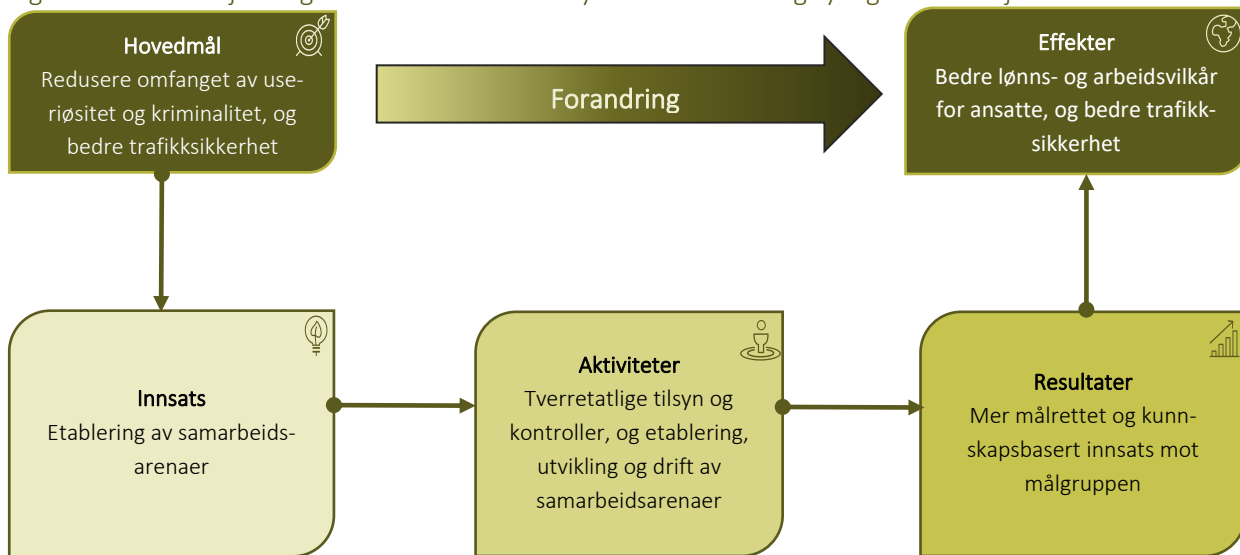 Hovedmål
Redusere omfanget av use-
riøsitet og kriminalitet, og
bedre trafikksikkerhet
Forandring
Effekter
Bedre lønns- og arbeidsvilkår
for ansatte, og bedre trafikk-
sikkerhet
Innsats
Etablering av samarbeids-
arenaer
Aktiviteter
Tverretatlige tilsyn og
kontroller, og etablering,
utvikling og drift av
samarbeidsarenaer
Resultater
Mer målrettet og kunn-
skapsbasert innsats mot
målgruppen